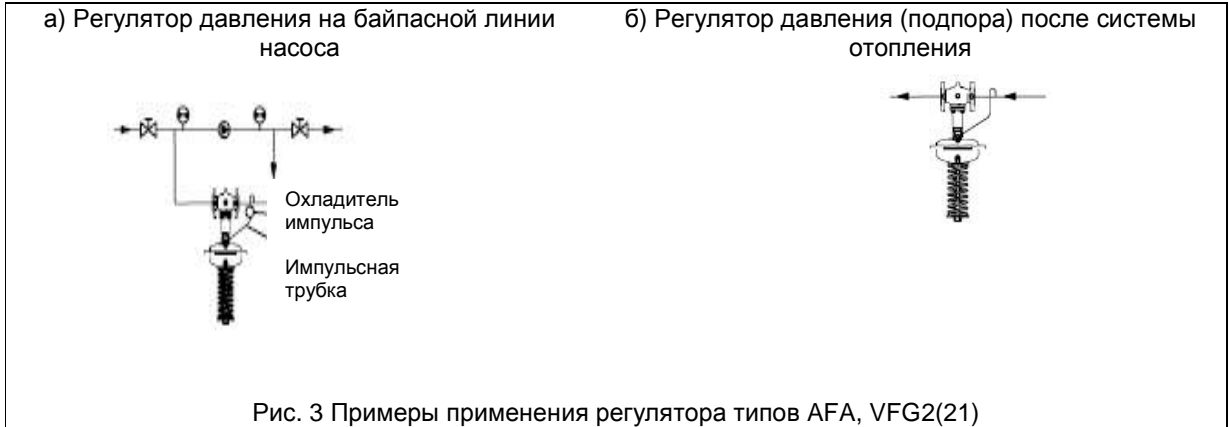 а) Регулятор давления на байпасной линии
насоса
б) Регулятор давления (подпора) после системы
отопления
Охладитель
импульса
Импульсная
трубка
Рис. 3 Примеры применения регулятора типов AFA, VFG2(21)